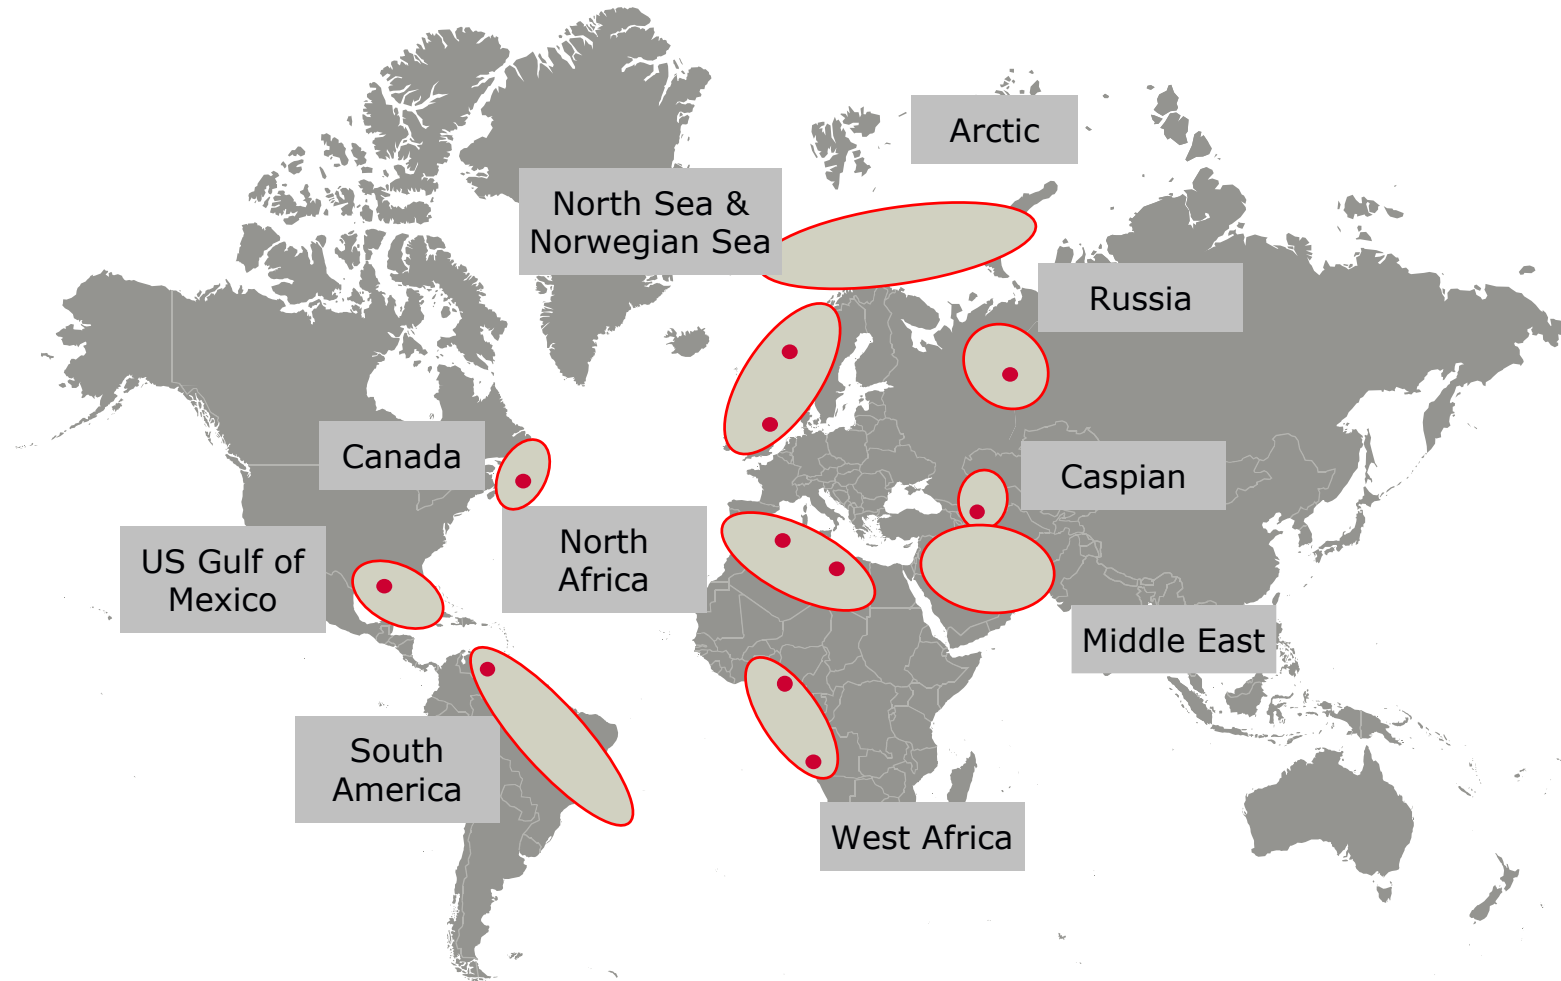 Arctic
North Sea &
Norwegian Sea
Russia
Canada
Caspian
US Gulf of
Mexico
North
Africa
Middle East
South
America
West Africa